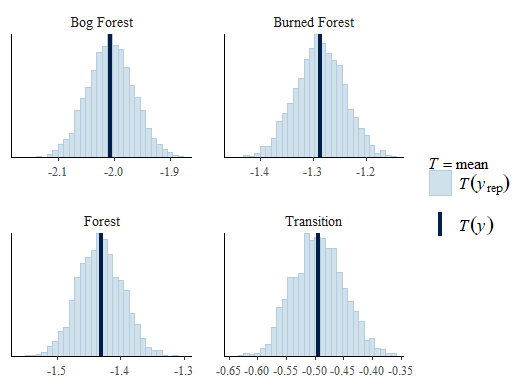 Bog Forest
-2.1 -2.0 -1.9
Burned Forest
-1.4 -1.3 -1.2
Forest
-1.5 -1.4 -1.3
Transition
-0.65 -0.60 -0.55 -0.50 -0.45 -0.40 -0.35
T = mean
T(yrep)
T(y)